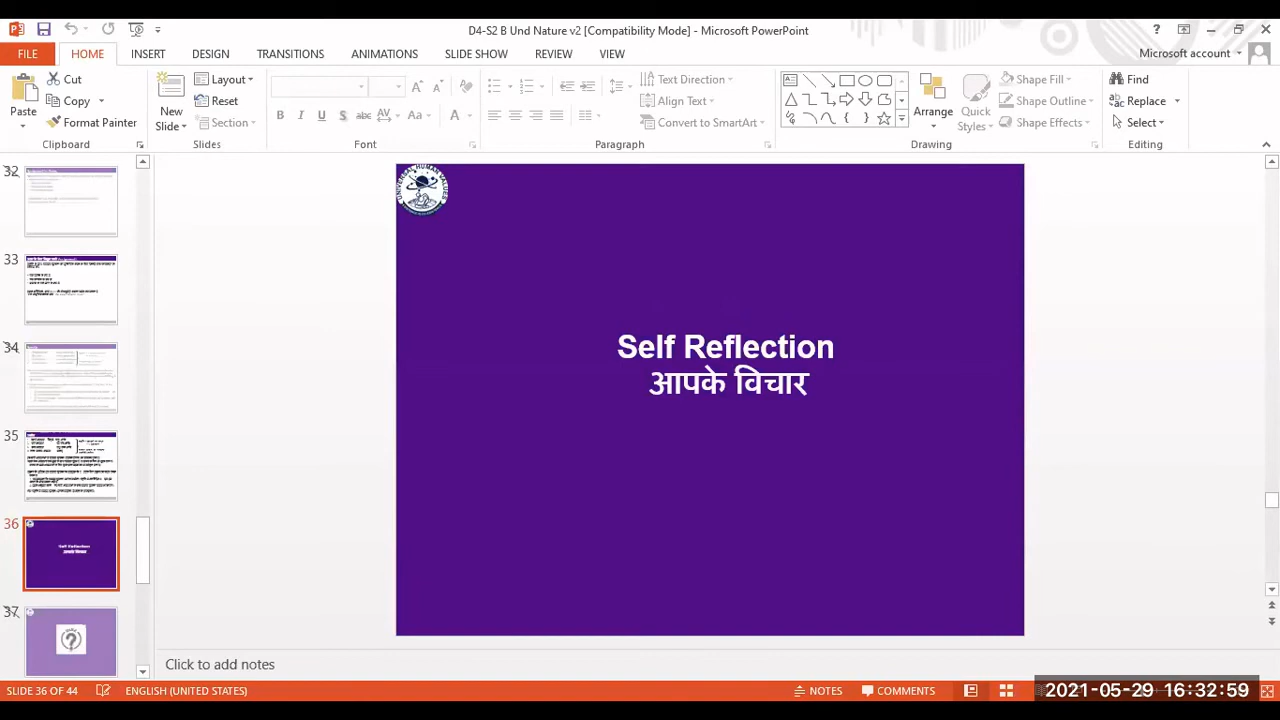 D4-S2 B Und Nature v2 [Compatibility Mode] - Microsoft PowerPoint
FILE HOME INSERT DESIGN TRANSITIONS ANIMATIONS SLIDE SHOW REVIEW VIEW Microsoft account
Cut Layout Text Direction Shape Fill Find
Copy Reset Align Text Shape Outline Replace
Paste Format Painter New Slide Section Convert to SmartArt Arrange Quick Styles Shape Effects Select
Clipboard Slides Font Paragraph Drawing Editing
32
33
34
35
36
37
Self Reflection
आपके विचार
Click to add notes
SLIDE 36 OF 44 ENGLISH (UNITED STATES) NOTES COMMENTS 2021-05-29 16:32:59